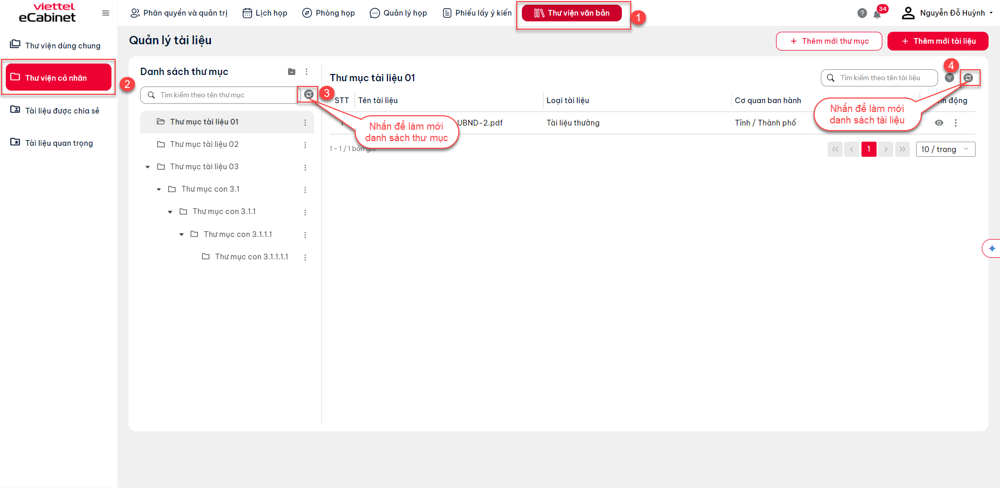 viettel
eCabinet
Phân quyền và quản trị
Lịch họp
Phòng họp
Quản lý họp
Phiếu lấy ý kiến
Thư viện văn bản
1
34
Nguyễn Đỗ Huỳnh
Thư viện dùng chung
Thư viện cá nhân
2
Tài liệu được chia sẻ
Tài liệu quan trọng
Quản lý tài liệu
+ Thêm mới thư mục
+ Thêm mới tài liệu
Danh sách thư mục
Tìm kiếm theo tên thư mục
3
Thư mục tài liệu 01
Thư mục tài liệu 02
Thư mục tài liệu 03
Thư mục con 3.1
Thư mục con 3.1.1
Thư mục con 3.1.1.1
Thư mục con 3.1.1.1.1
Nhấn để làm mới
danh sách thư mục
Thư mục tài liệu 01
Tìm kiếm theo tên tài liệu
4
STT
Tên tài liệu
Loại tài liệu
Cơ quan ban hành
động
UBND-2.pdf
Tài liệu thường
Tỉnh / Thành phố
Nhấn để làm mới
danh sách tài liệu
1 - 1 / 1 bản ghi
1
10 / trang